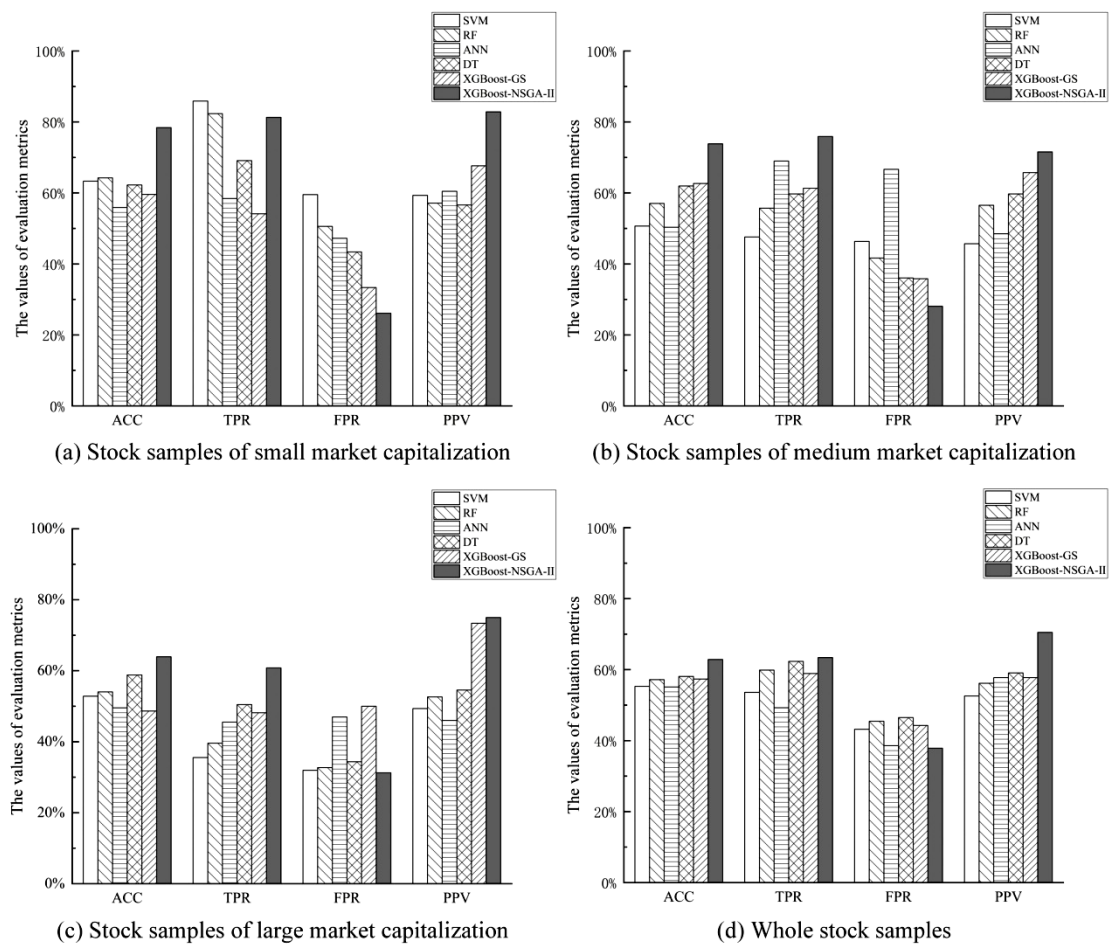 SVM
RF
ANN
DT
XGBoost-GS
XGBoost-NSGA-II
100%
80%
60%
40%
20%
0%
The values of evaluation metrics
ACC TPR FPR PPV
(a) Stock samples of small market capitalization
SVM
RF
ANN
DT
XGBoost-GS
XGBoost-NSGA-II
100%
80%
60%
40%
20%
0%
The values of evaluation metrics
ACC TPR FPR PPV
(b) Stock samples of medium market capitalization
SVM
RF
ANN
DT
XGBoost-GS
XGBoost-NSGA-II
100%
80%
60%
40%
20%
0%
The values of evaluation metrics
ACC TPR FPR PPV
(c) Stock samples of large market capitalization
SVM
RF
ANN
DT
XGBoost-GS
XGBoost-NSGA-II
100%
80%
60%
40%
20%
0%
The values of evaluation metrics
ACC TPR FPR PPV
(d) Whole stock samples